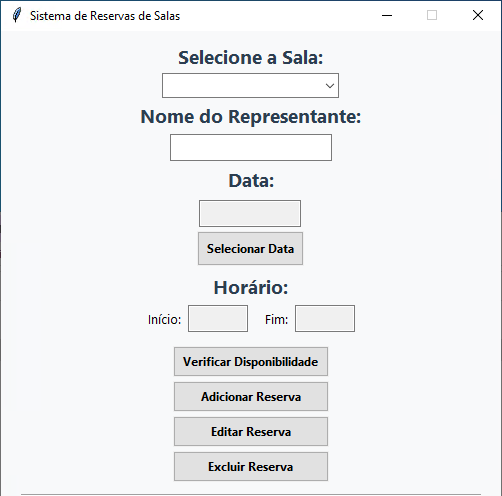 Sistema de Reservas de Salas
Selecione a Sala:
Nome do Representante:
Data:
Selecionar Data
Horário:
Início: Fim:
Verificar Disponibilidade
Adicionar Reserva
Editar Reserva
Excluir Reserva